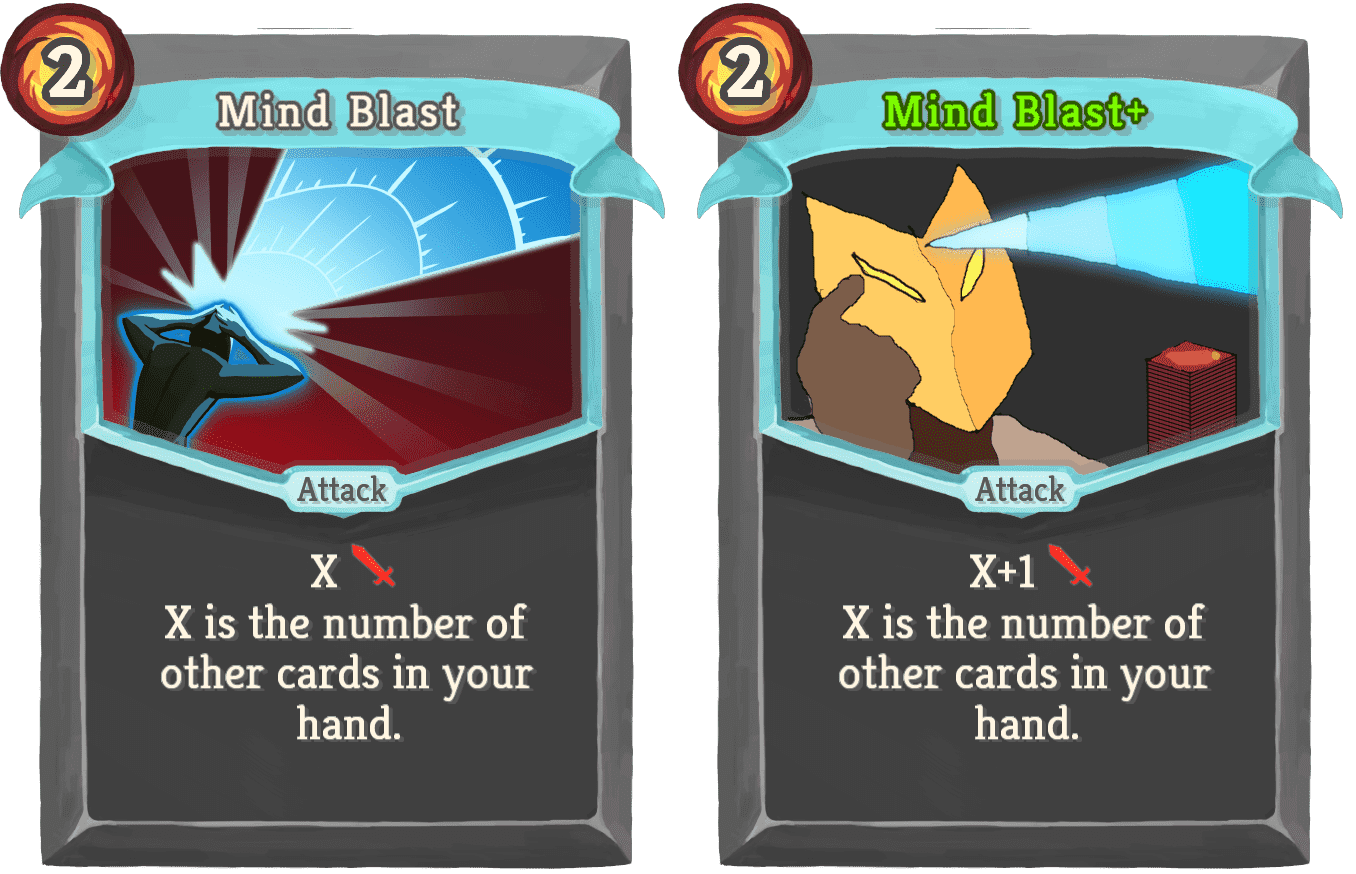 2
Mind Blast
Attack
X
X is the number of
other cards in your
hand.
2
Mind Blast+
Attack
X+1
X is the number of
other cards in your
hand.